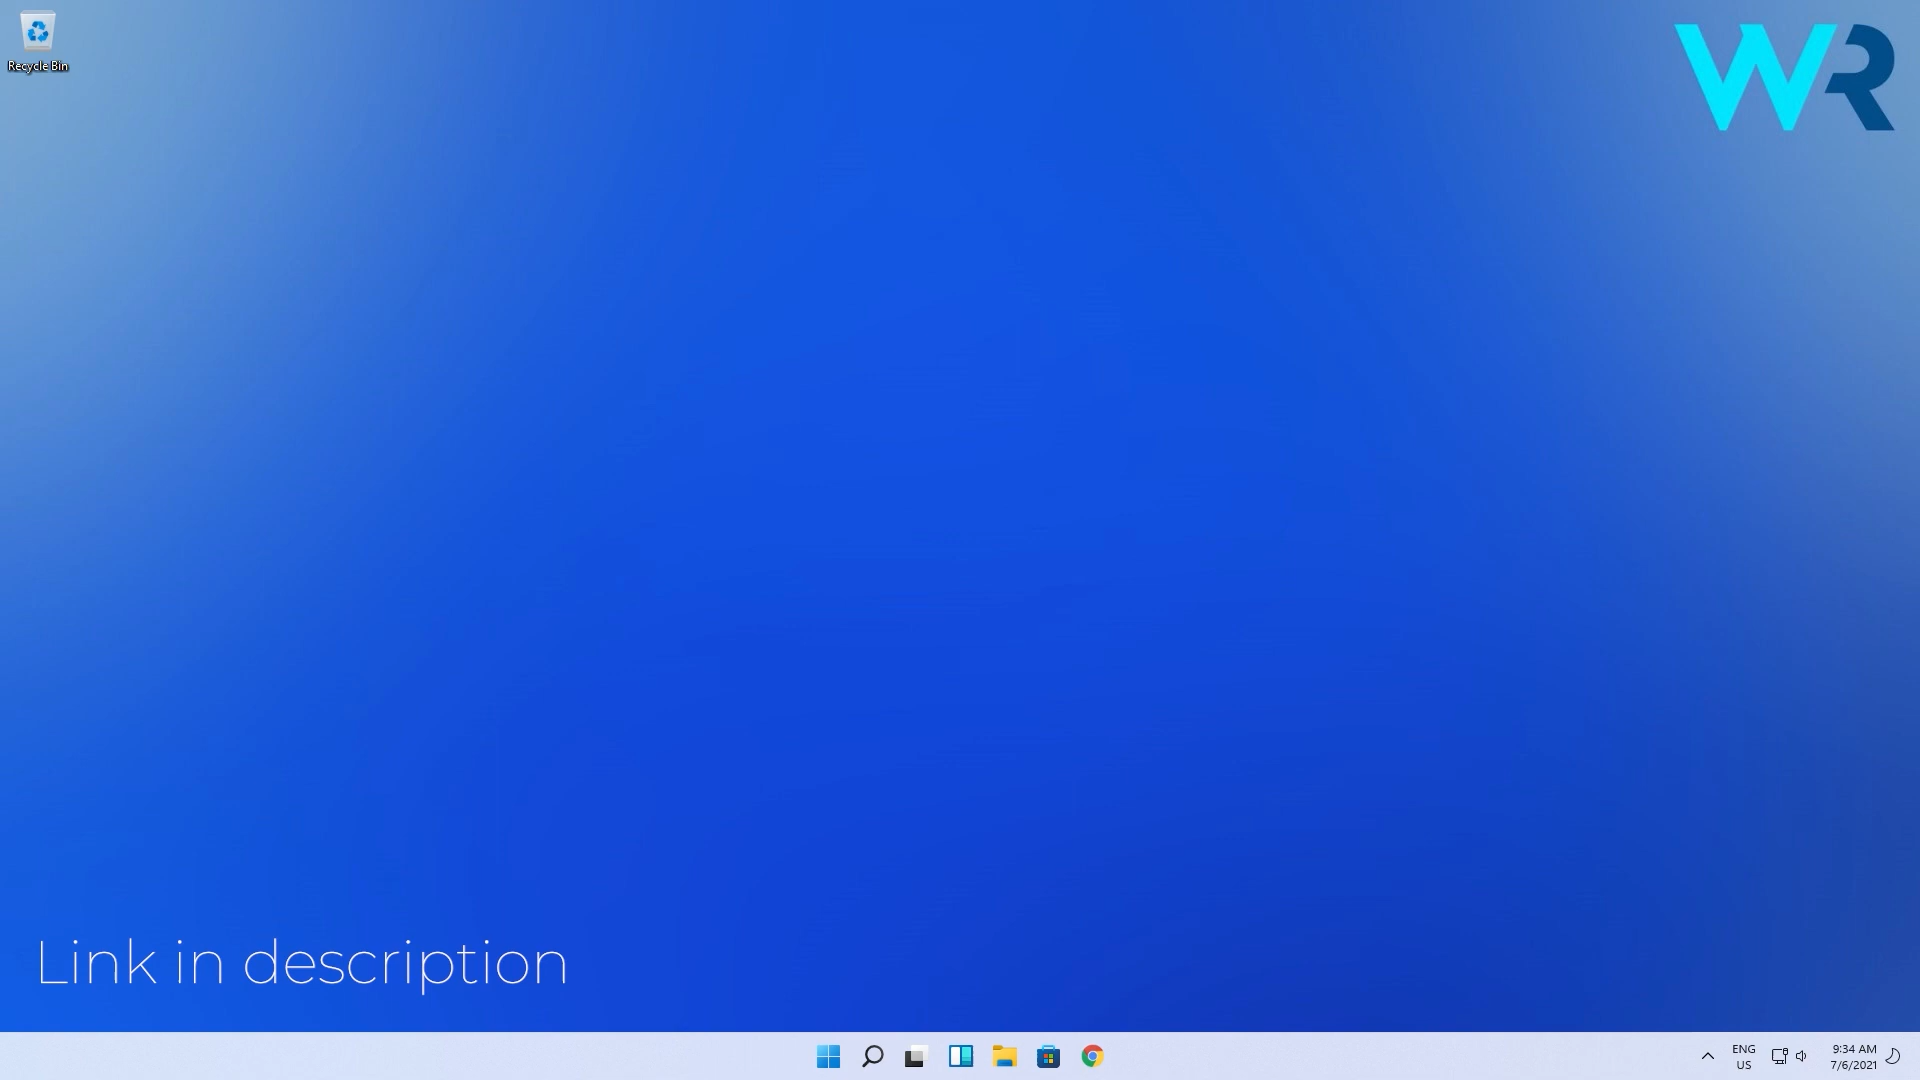 Recycle Bin
WR
Link in description
ENG
US
9:34 AM
7/6/2021